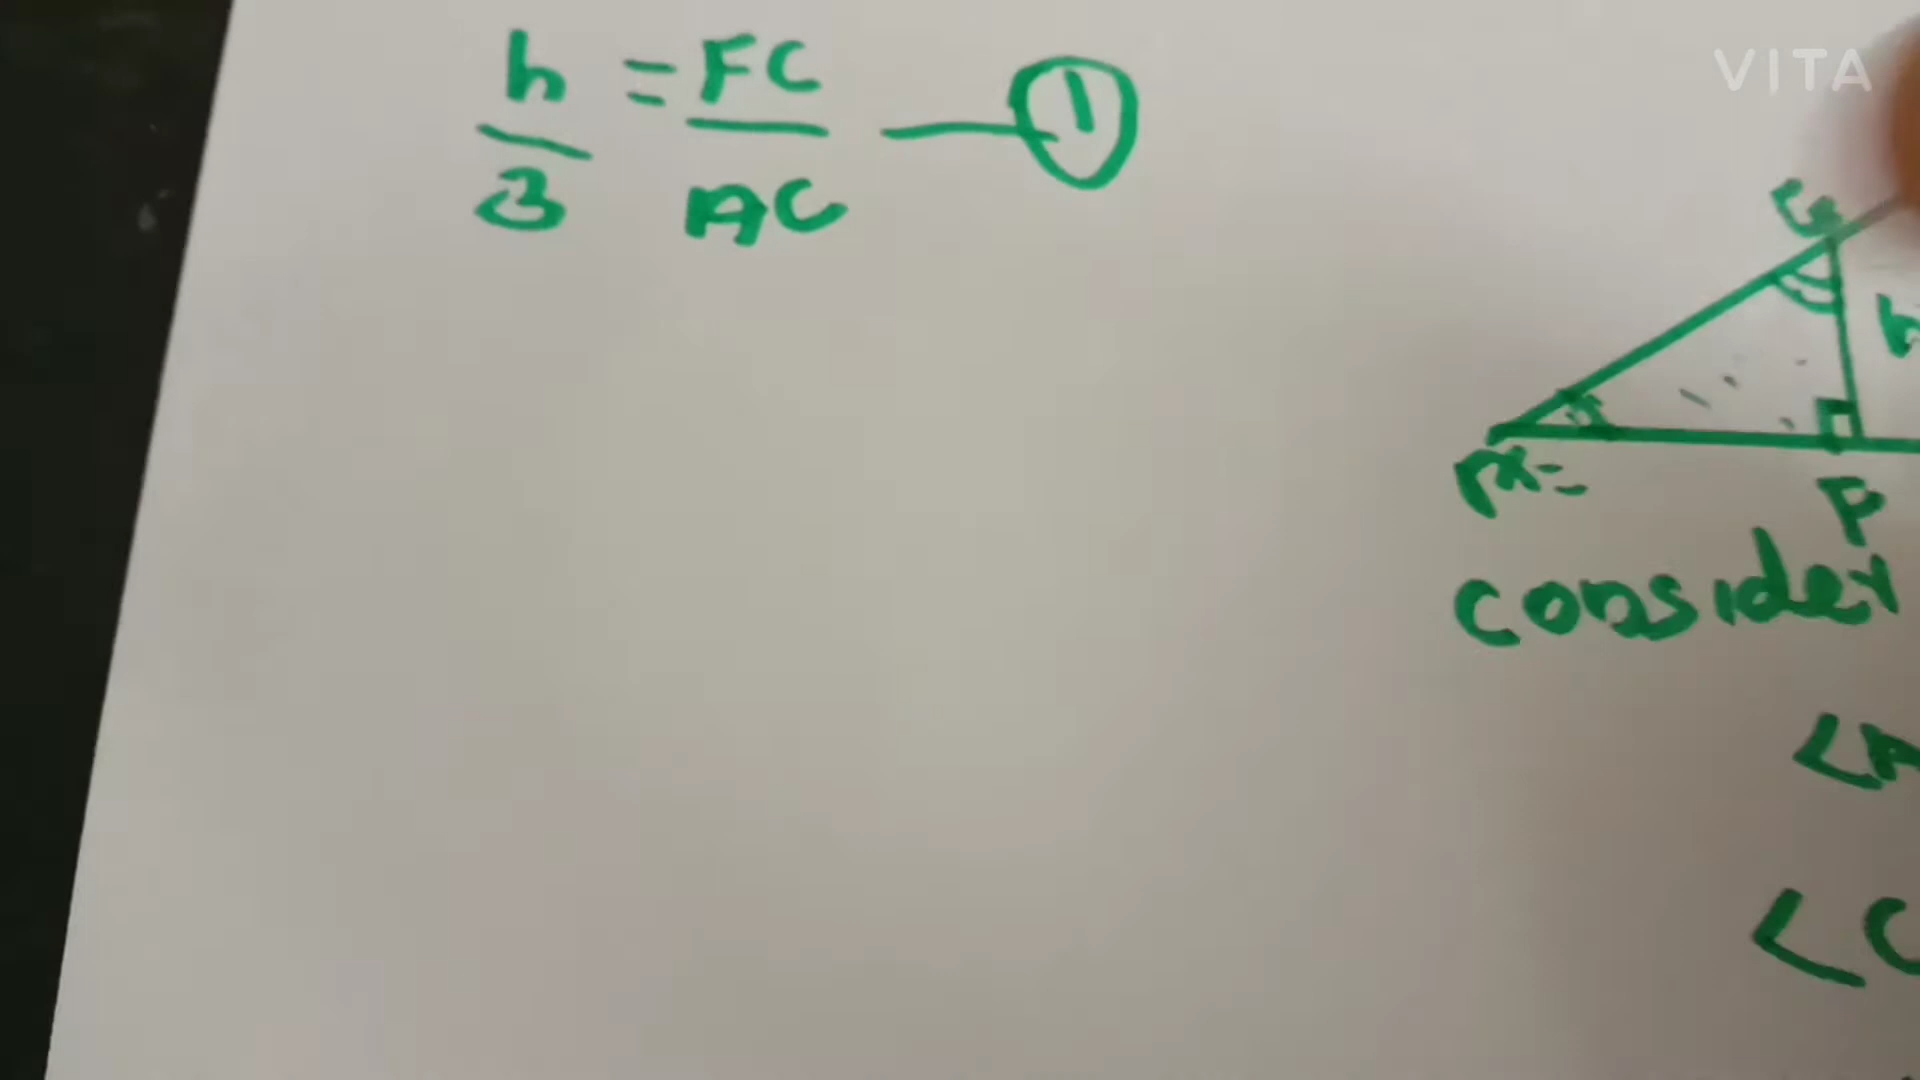 h = FC — 1
3 AC
VITA
h
F
consider
<A
<C